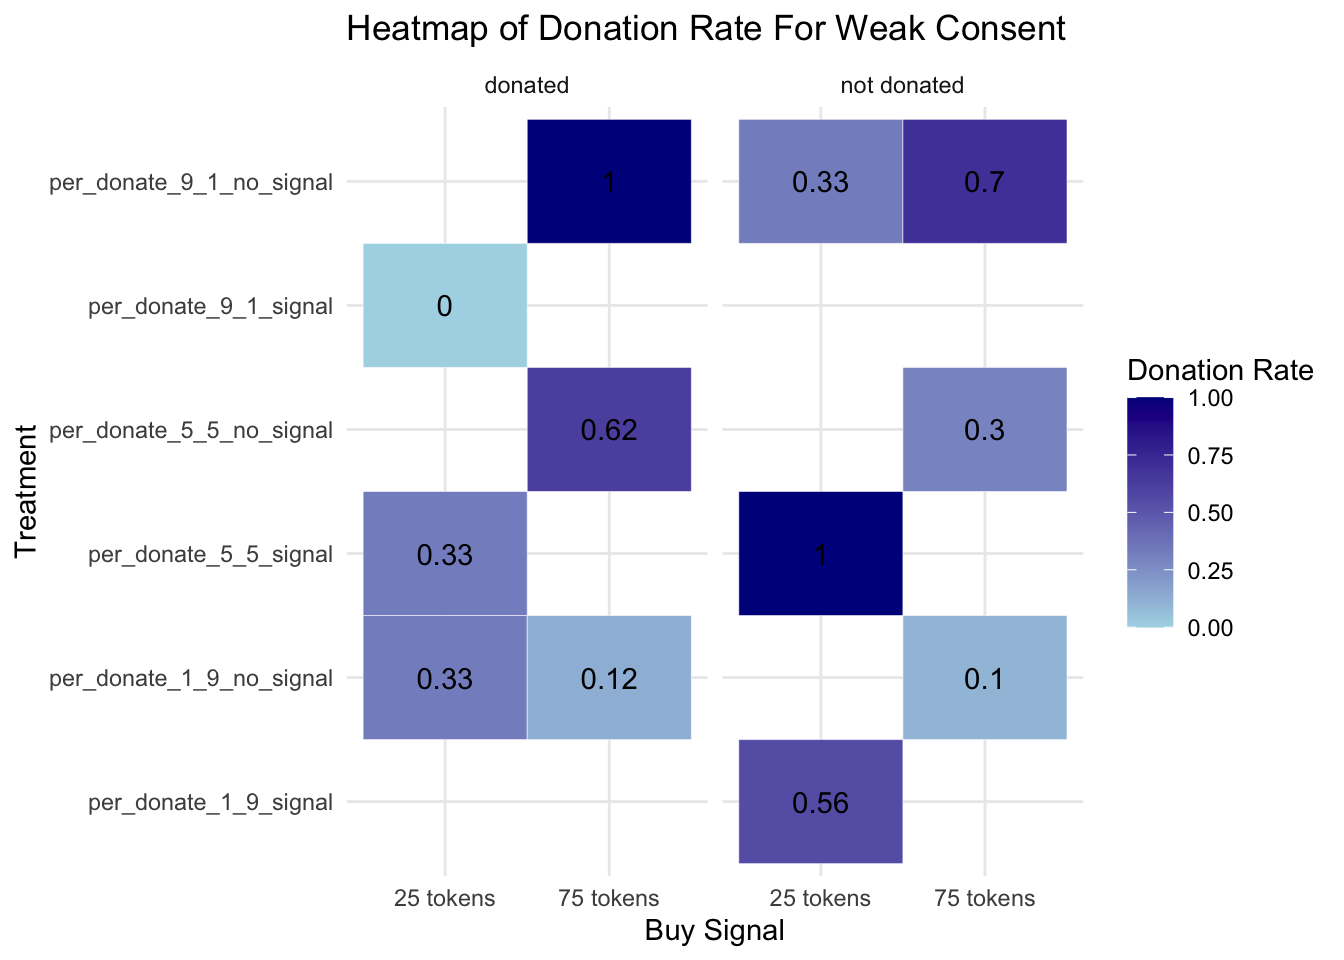 Heatmap of Donation Rate For Weak Consent
donated
not donated
per_donate_9_1_no_signal
1
0.33
0.7
per_donate_9_1_signal
0
per_donate_5_5_no_signal
0.62
0.3
per_donate_5_5_signal
0.33
1
per_donate_1_9_no_signal
0.33
0.12
0.1
per_donate_1_9_signal
0.56
Treatment
25 tokens
75 tokens
25 tokens
75 tokens
Buy Signal
Donation Rate
1.00
0.75
0.50
0.25
0.00